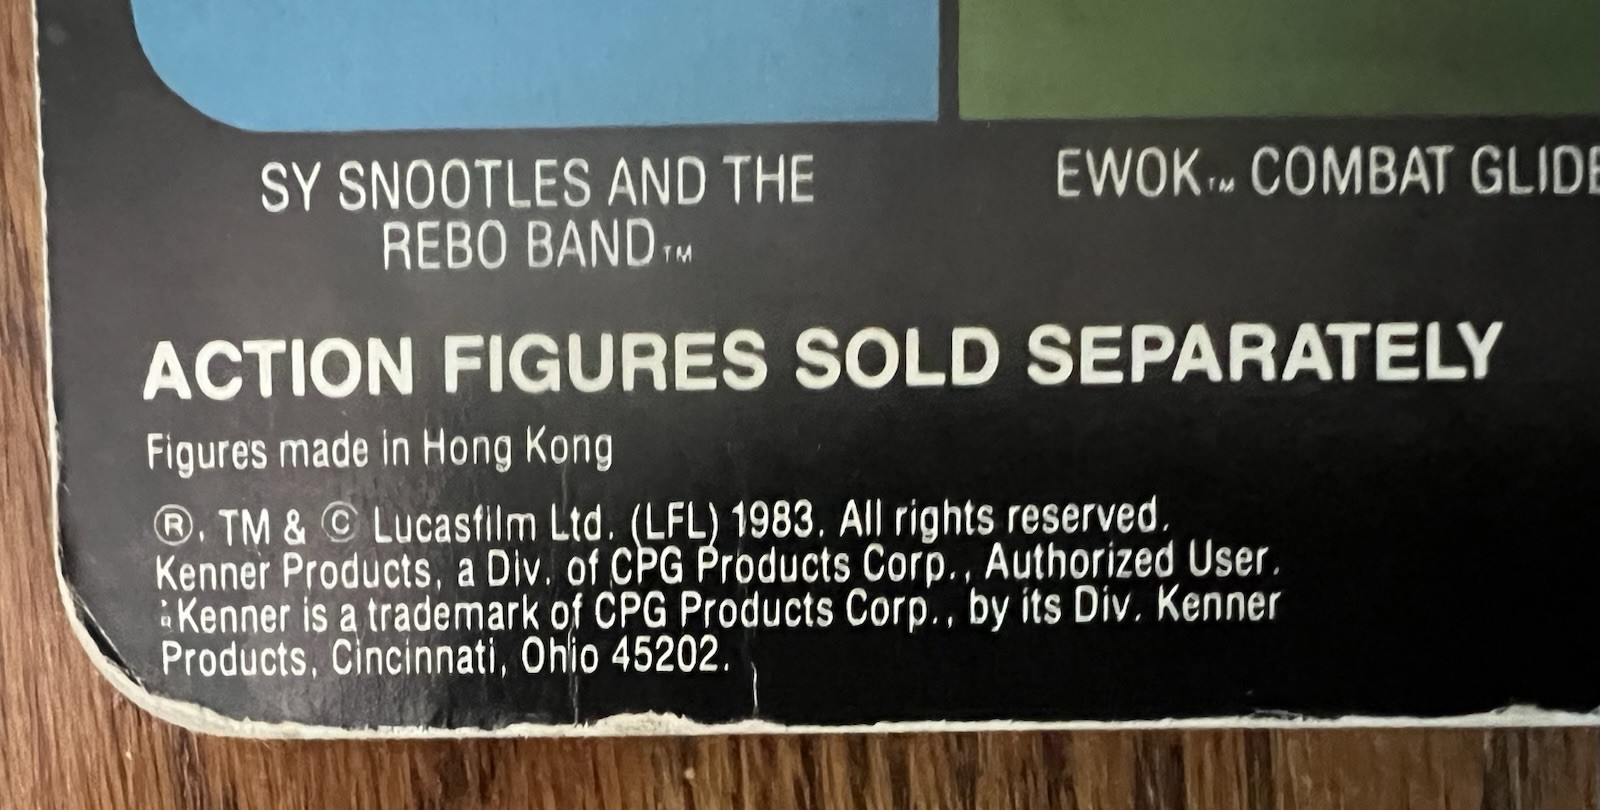 SY SNOOTLES AND THE
REBO BAND™
EWOK™ COMBAT GLIDE
ACTION FIGURES SOLD SEPARATELY
Figures made in Hong Kong
®, TM & © Lucasfilm Ltd. (LFL) 1983. All rights reserved.
Kenner Products, a Div. of CPG Products Corp., Authorized User.
Kenner is a trademark of CPG Products Corp., by its Div. Kenner
Products, Cincinnati, Ohio 45202.